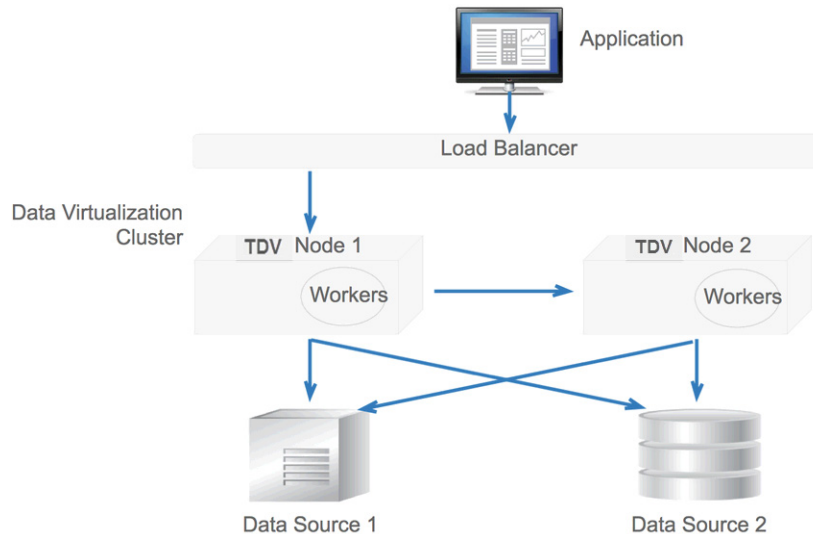 Application
Load Balancer
Data Virtualization
Cluster
TDV Node 1
TDV Node 2
Workers
Workers
Data Source 1
Data Source 2